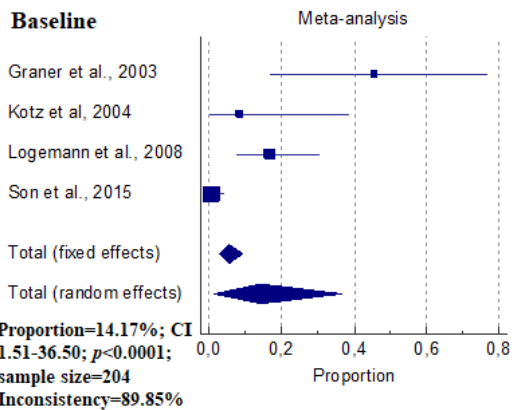 Baseline
Meta-analysis
Graner et al., 2003
Kotz et al, 2004
Logemann et al., 2008
Son et al., 2015
Total (fixed effects)
Total (random effects)
Proportion=14.17%; CI
1.51-36.50; p<0.0001;
sample size=204
Inconsistency=89.85%
0,0 0,2 0,4 0,6 0,8
Proportion